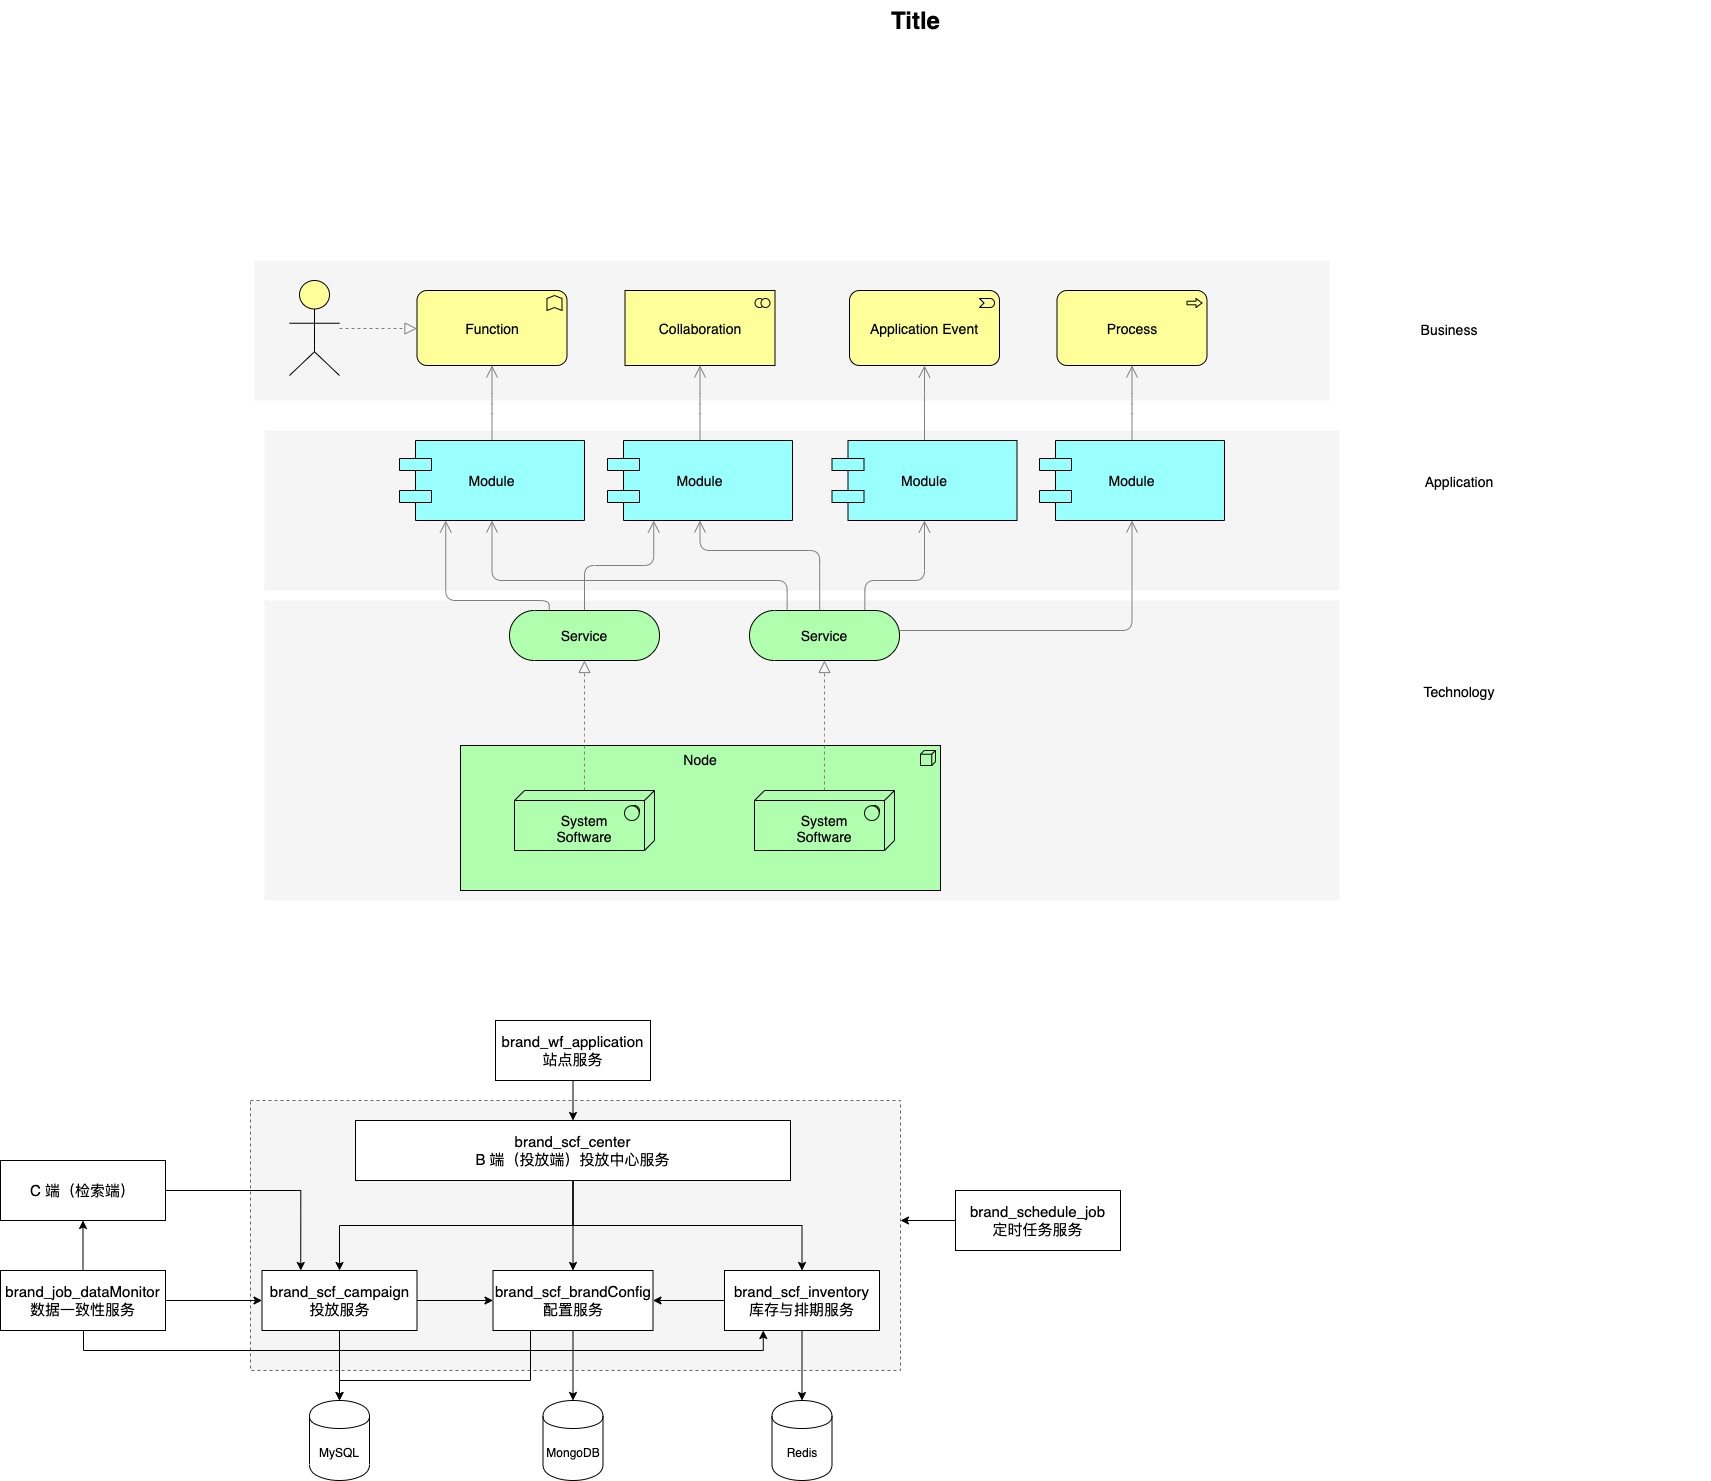 Title
Function
Collaboration
Application Event
Process
Business
Module
Module
Module
Module
Application
Service
Service
Technology
Node
System
Software
System
Software
brand_wf_application
站点服务
brand_scf_center
B 端（投放端）投放中心服务
C 端（检索端）
brand_schedule_job
定时任务服务
brand_job_dataMonitor
数据一致性服务
brand_scf_campaign
投放服务
brand_scf_brandConfig
配置服务
brand_scf_inventory
库存与排期服务
MySQL
MongoDB
Redis